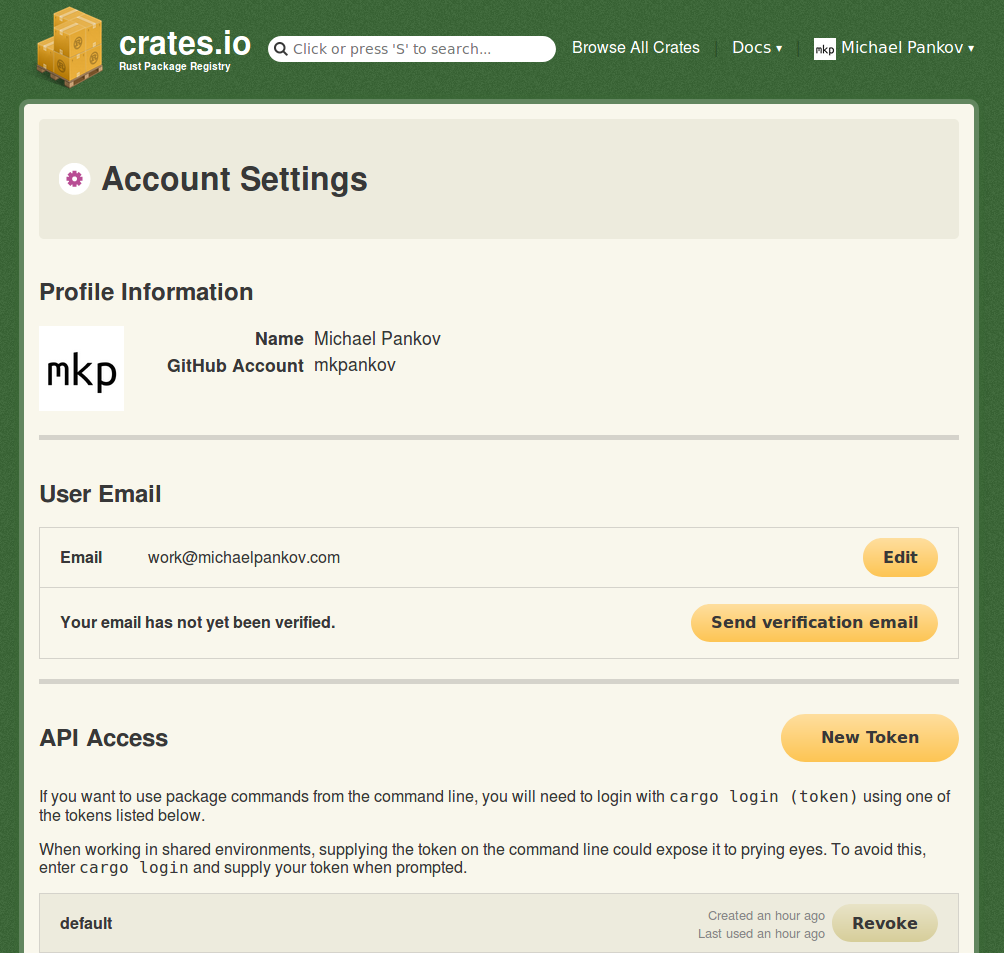 crates.io
Rust Package Registry
Click or press 'S' to search...
Browse All Crates | Docs ▾ | mkp Michael Pankov ▾
Account Settings
Profile Information
mkp
Name Michael Pankov
GitHub Account mkpankov
User Email
Email work@michaelpankov.com Edit
Your email has not yet been verified. Send verification email
API Access New Token
If you want to use package commands from the command line, you will need to login with cargo login (token) using one of
the tokens listed below.
When working in shared environments, supplying the token on the command line could expose it to prying eyes. To avoid this,
enter cargo login and supply your token when prompted.
default
Created an hour ago
Last used an hour ago
Revoke